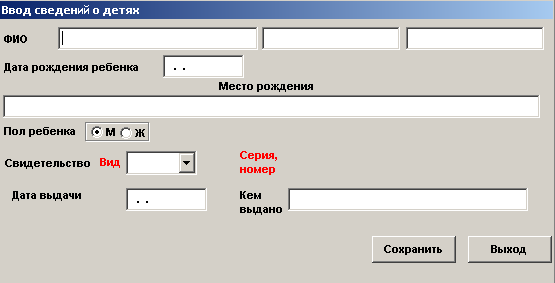 Ввод сведений о детях
ФИО
Дата рождения ребенка . .
Место рождения
Пол ребенка М Ж
Свидетельство Вид Серия,
номер
Дата выдачи . . Кем
выдано
Сохранить Выход